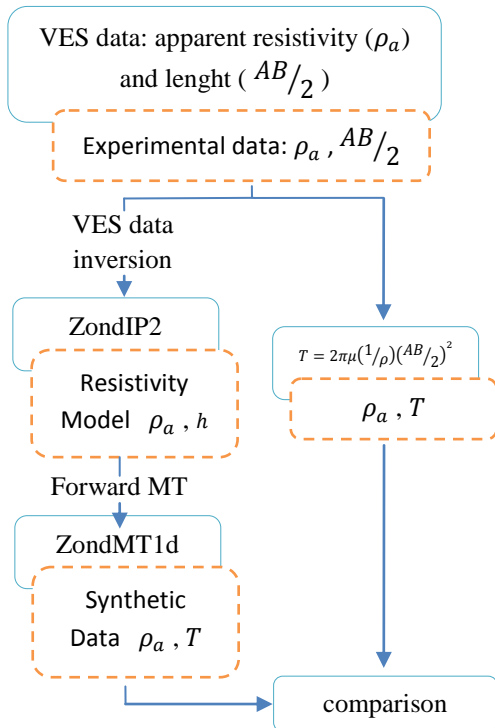 VES data: apparent resistivity (ρₐ)
and lenght ( AB/2 )
Experimental data: ρₐ , AB/2
VES data
inversion
ZondIP2
Resistivity
Model ρₐ , h
Forward MT
ZondMT1d
Synthetic
Data ρₐ , T
T = 2πμ(1/ρ)(AB/2)²
ρₐ , T
comparison